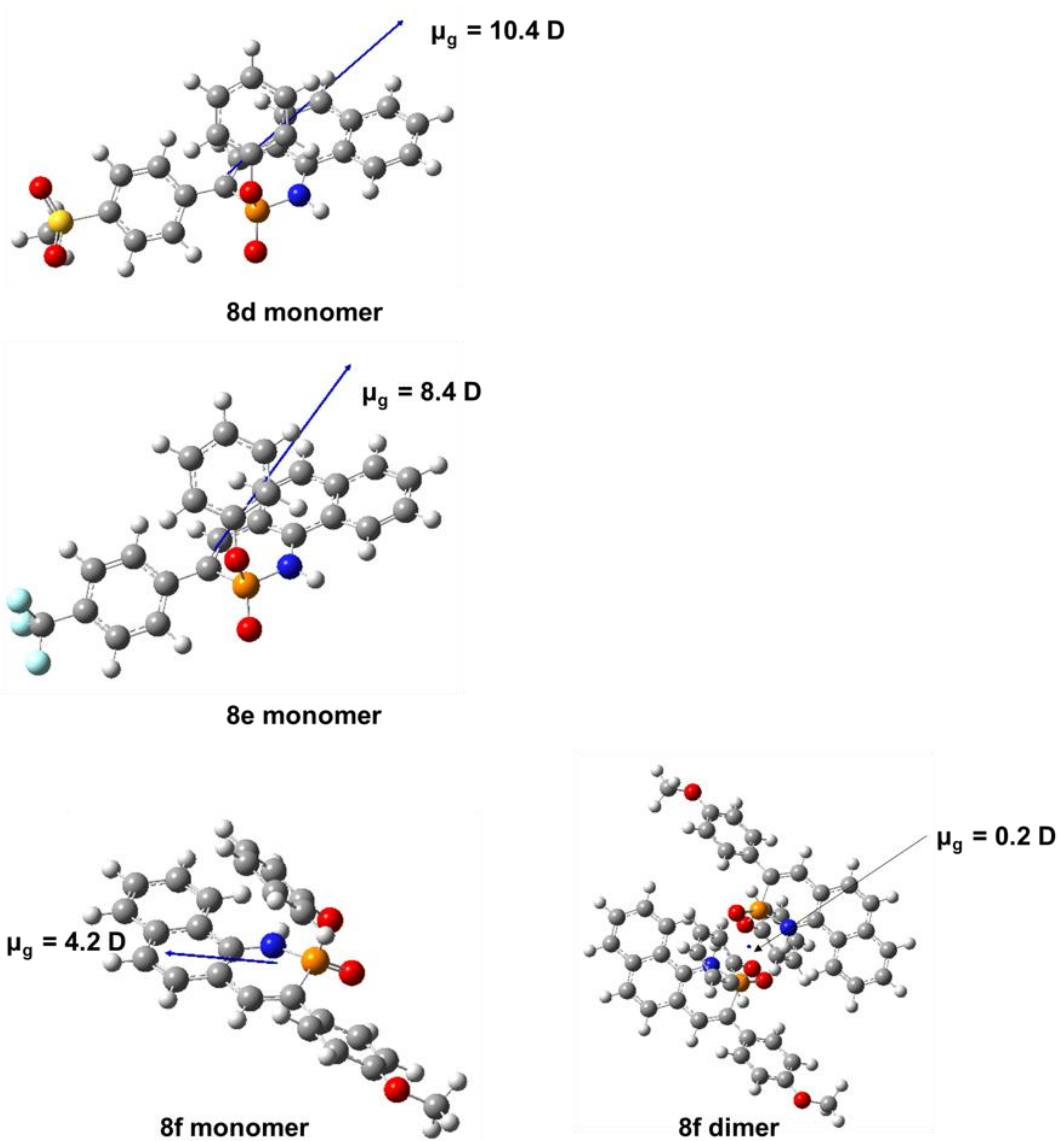 μg = 10.4 D
8d monomer
μg = 8.4 D
8e monomer
μg = 4.2 D
μg = 0.2 D
8f monomer
8f dimer